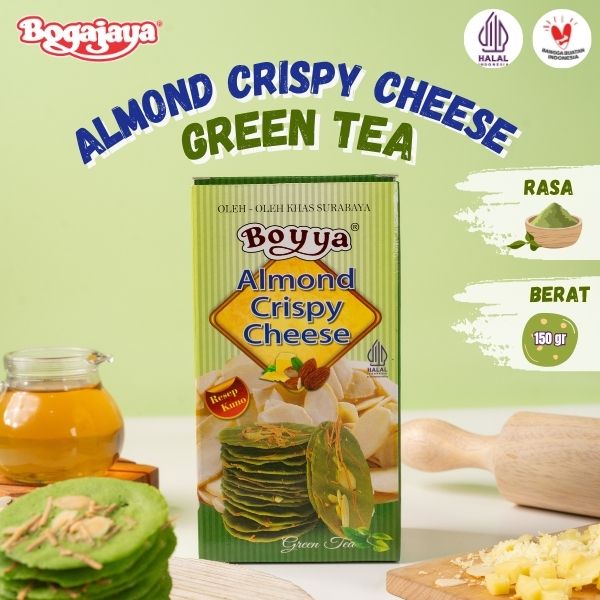 Bogajaya®
HALAL
INDONESIA
BANGGA BUATAN
INDONESIA
ALMOND CRISPY CHEESE
GREEN TEA
RASA
BERAT
150 gr
OLEH - OLEH KHAS SURABAYA
Boyya®
Almond
Crispy
Cheese
Resep
Kuno
HALAL
INDONESIA
Green Tea